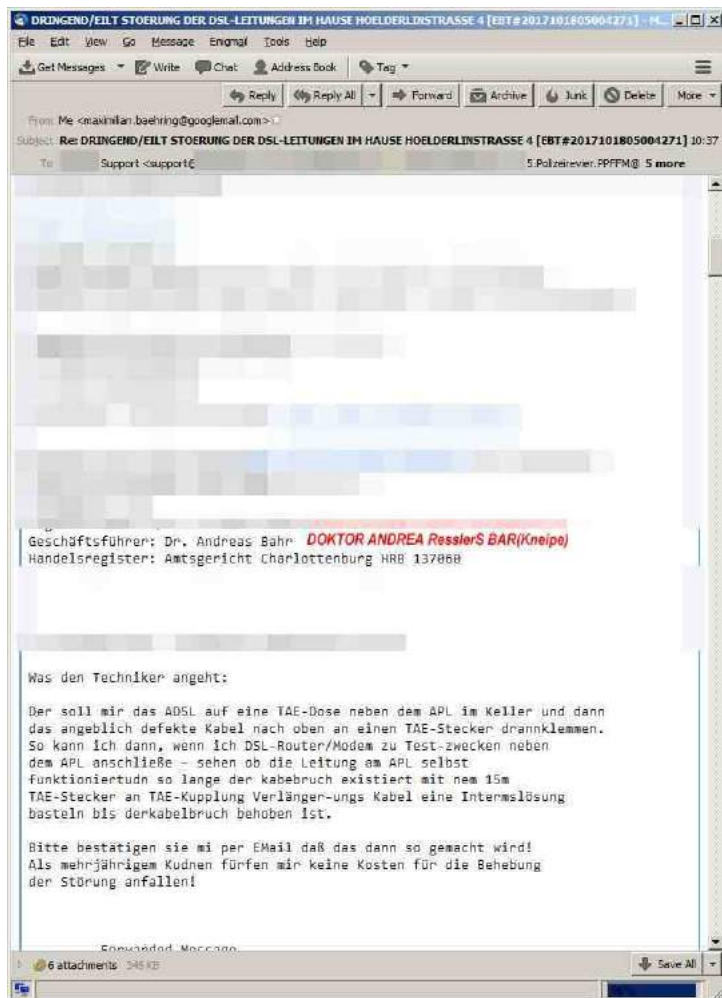 DRINGEND/EILT STOERUNG DER DSL-LEITUNGEN IM HAUSE HOELDERLINSTRASSE 4 [EBT#2017101805004271] - M...
File Edit View Go Message Enigmail Tools Help
Get Messages Write Chat Address Book Tag
Reply Reply All Forward Archive Junk Delete More
From Me <maximilian.baehring@googlemail.com>
Subject Re: DRINGEND/EILT STOERUNG DER DSL-LEITUNGEN IM HAUSE HOELDERLINSTRASSE 4 [EBT#2017101805004271] 10:37
To Support <support@ 5.Polizeirevier.PPFFM@ 5 more
Geschäftsführer: Dr. Andreas Bahr DOKTOR ANDREA ResslerS BAR(Kneipe)
Handelsregister: Amtsgericht Charlottenburg HRB 137060
Was den Techniker angeht:
Der soll mir das ADSL auf eine TAE-Dose neben dem APL im Keller und dann
das angeblich defekte Kabel nach oben an einen TAE-Stecker drannklemmen.
So kann ich dann, wenn ich DSL-Router/Modem zu Test-zwecken neben
dem APL anschließe - sehen ob die Leitung am APL selbst
funktioniertudn so lange der kabebruch existiert mit nem 15m
TAE-Stecker an TAE-Kupplung Verlänger-ungs Kabel eine Intermslösung
basteln bis derkabelbruch behoben ist.
Bitte bestätigen sie mi per EMail daß das dann so gemacht wird!
Als mehrjährigem Kudnen fürfen mir keine Kosten für die Behebung
der Störung anfallen!
Forwarded Message
6 attachments 346 KB
Save All